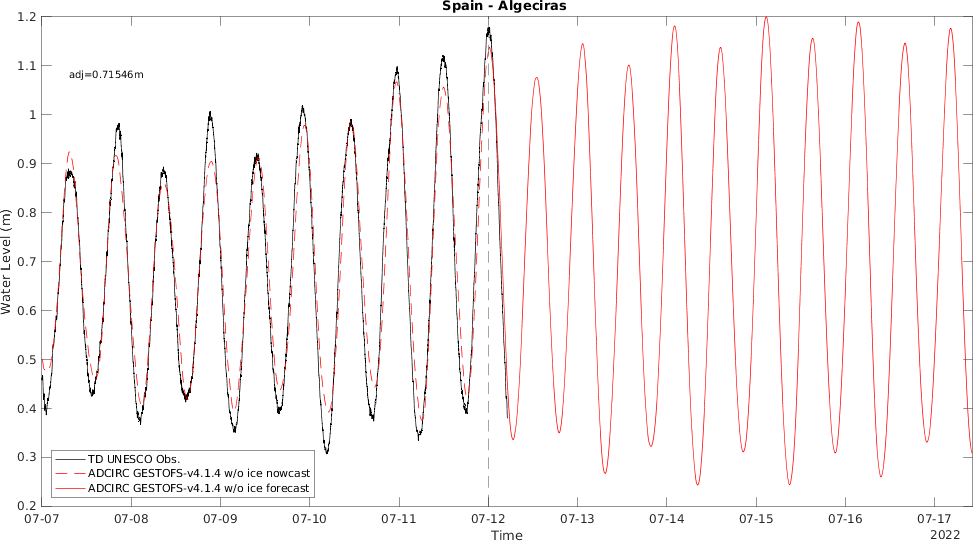 Spain - Algeciras
adj=0.71546m
Water Level (m)
1.2
1.1
1
0.9
0.8
0.7
0.6
0.5
0.4
0.3
0.2
TD UNESCO Obs.
ADCIRC GESTOFS-v4.1.4 w/o ice nowcast
ADCIRC GESTOFS-v4.1.4 w/o ice forecast
07-07 07-08 07-09 07-10 07-11 07-12 07-13 07-14 07-15 07-16 07-17
Time
2022